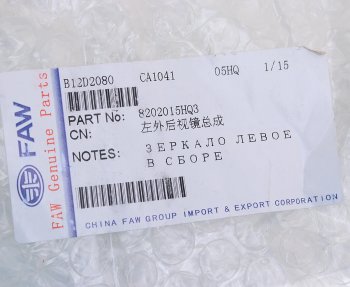 B12D2080 CA1041 05HQ 1/15
PART No: 8202015HQ3
CN: 左外后视镜总成
NOTES: ЗЕРКАЛО ЛЕВОЕ
В СБОРЕ
CHINA FAW GROUP IMPORT & EXPORT CORPORATION
FAW
FAW Genuine Parts